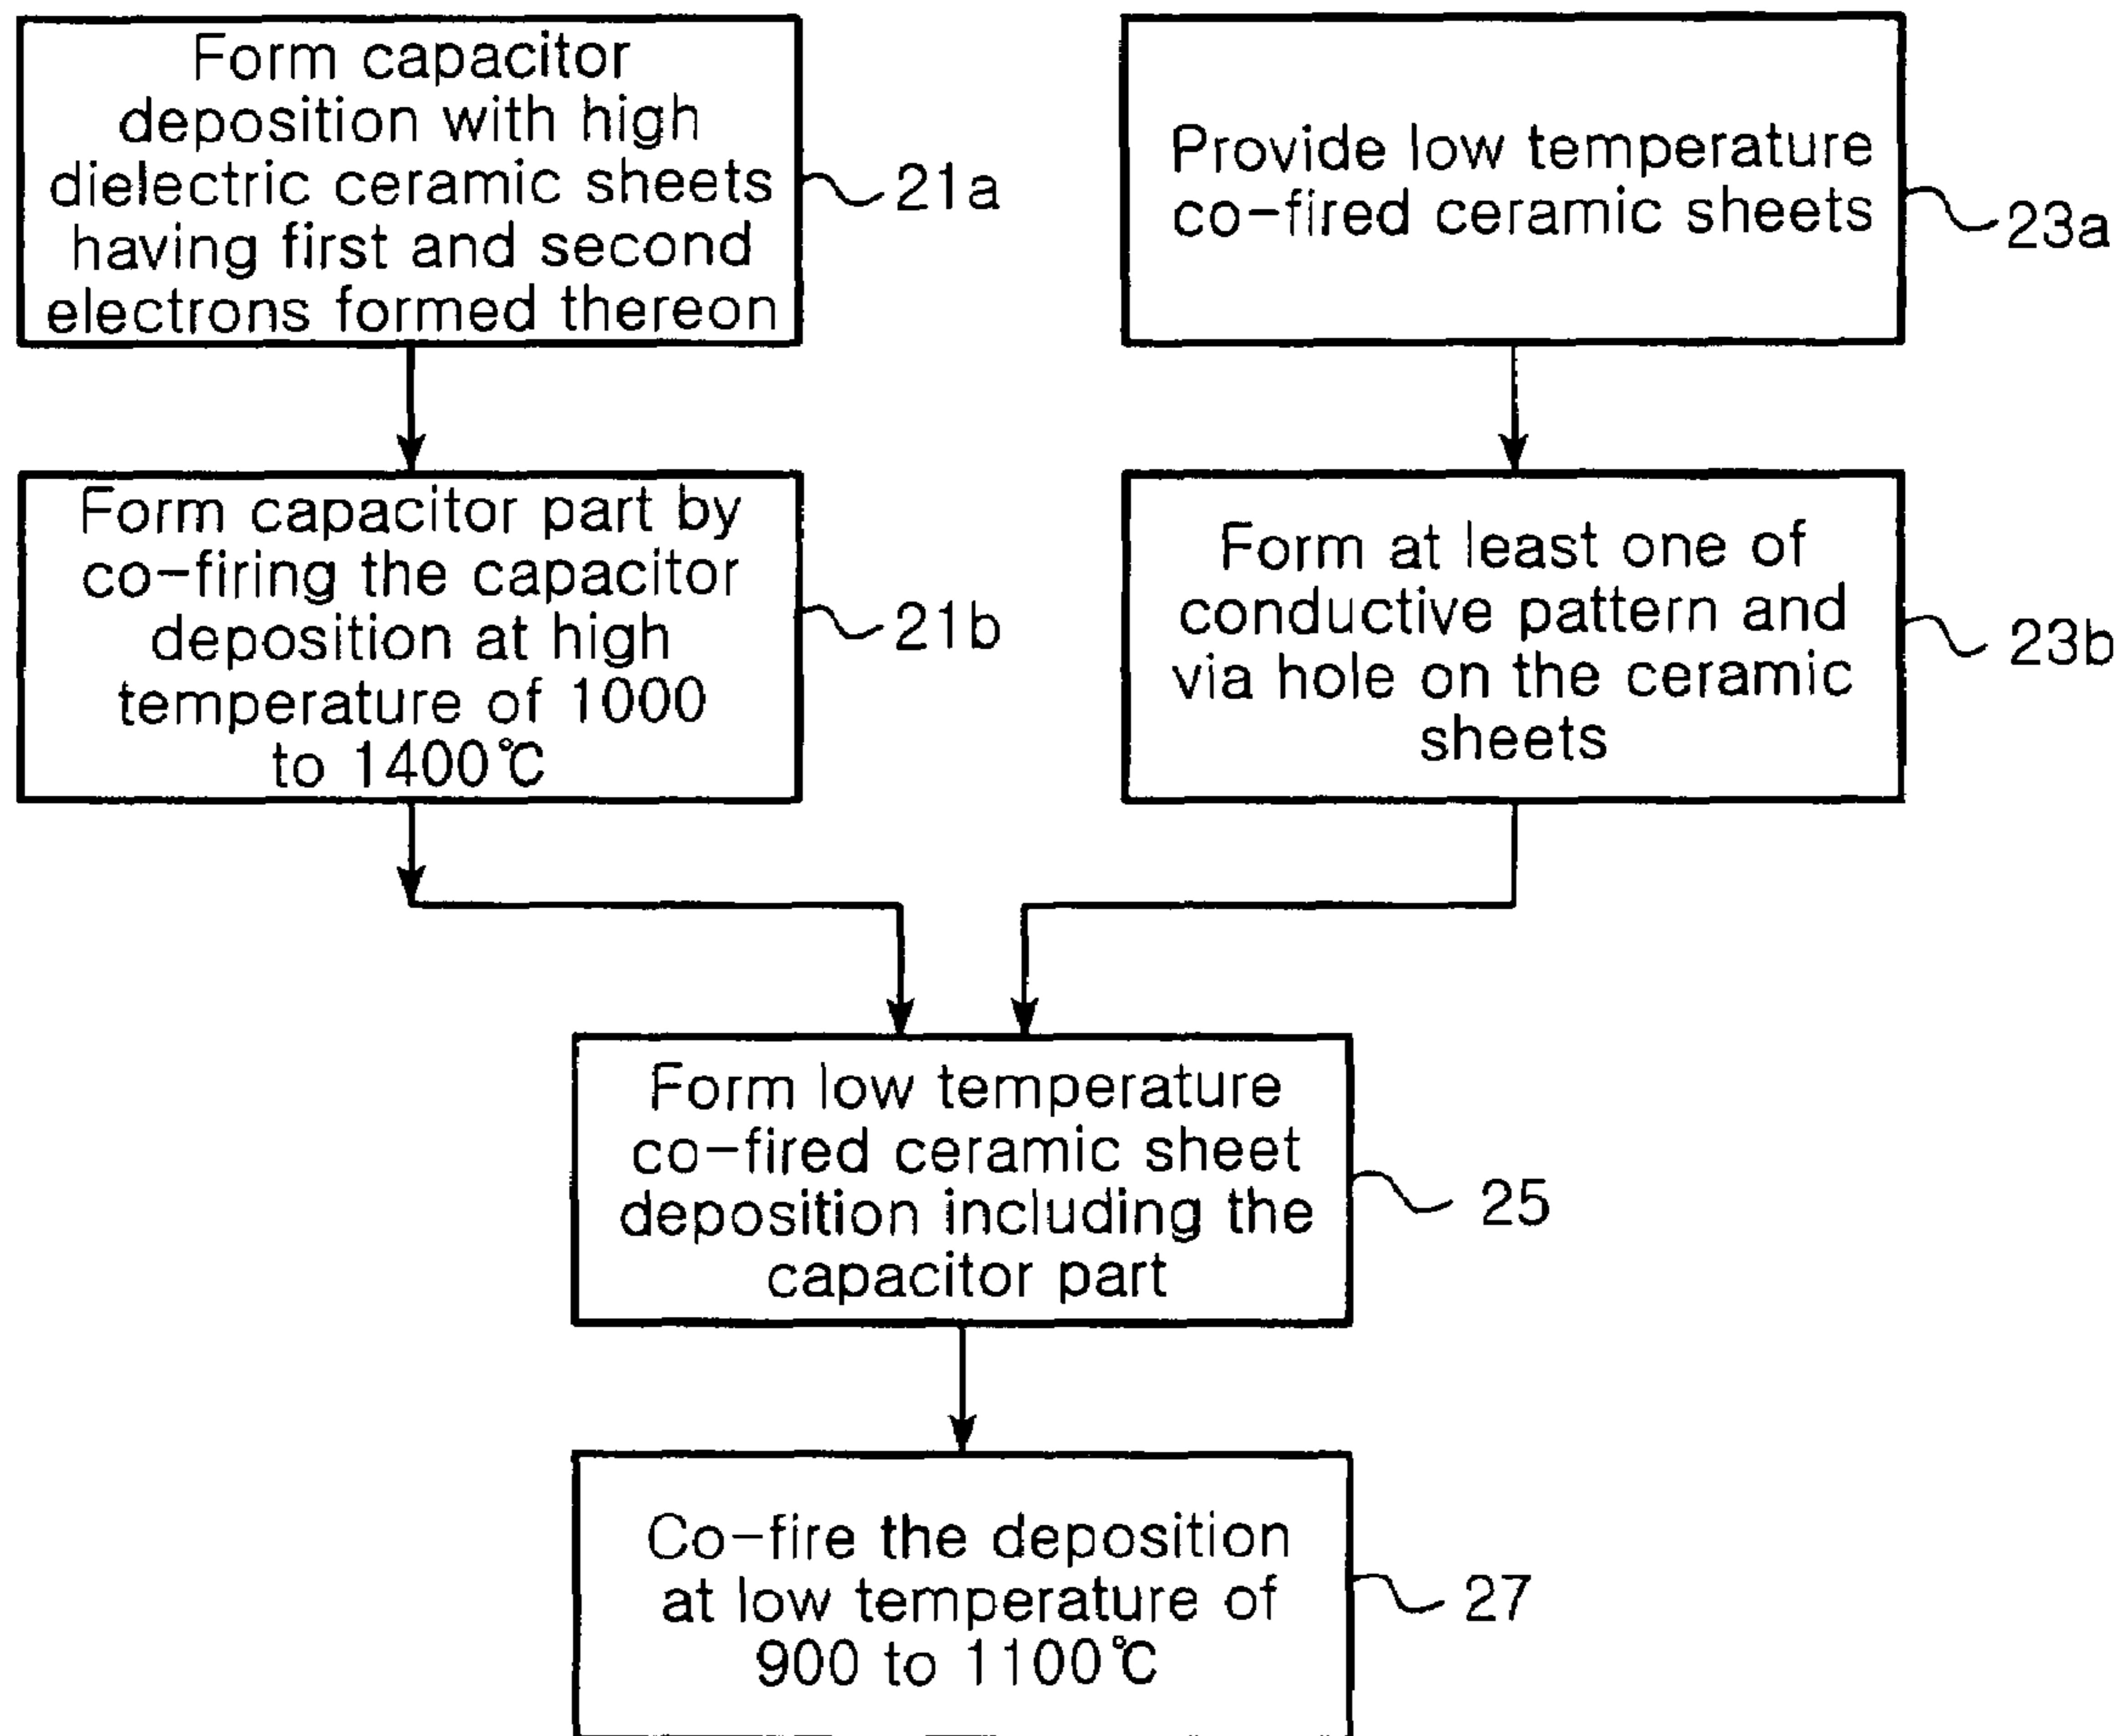 Form capacitor
deposition with high
dielectric ceramic sheets
having first and second
electrons formed thereon
21a
Provide low temperature
co-fired ceramic sheets
23a
Form capacitor part by
co-firing the capacitor
deposition at high
temperature of 1000
to 1400℃
21b
Form at least one of
conductive pattern and
via hole on the ceramic
sheets
23b
Form low temperature
co-fired ceramic sheet
deposition including the
capacitor part
25
Co-fire the deposition
at low temperature of
900 to 1100℃
27